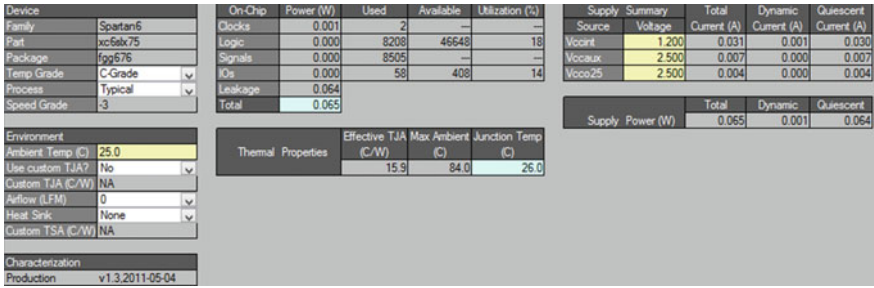 Device
Family Spartan6
Part xc6slx75
Package fgg676
Temp Grade C-Grade
Process Typical
Speed Grade -3
Environment
Ambient Temp (C) 25.0
Use custom TJA? No
Custom TJA (C/W) NA
Airflow (LFM) 0
Heat Sink None
Custom TSA (C/W) NA
Characterization
Production v1.3,2011-05-04
On-Chip Power (W) Used Available Utilization (%)
Clocks 0.001 2 --- ---
Logic 0.000 8208 46648 18
Signals 0.000 8505 --- ---
IOs 0.000 58 408 14
Leakage 0.064
Total 0.065
Effective TJA Max Ambient Junction Temp
Thermal Properties (C/W) (C) (C)
15.9 84.0 26.0
Supply Summary Total Dynamic Quiescent
Source Voltage Current (A) Current (A) Current (A)
Vccint 1.200 0.031 0.001 0.030
Vccaux 2.500 0.007 0.000 0.007
Vcco25 2.500 0.004 0.000 0.004
Total Dynamic Quiescent
Supply Power (W) 0.065 0.001 0.064